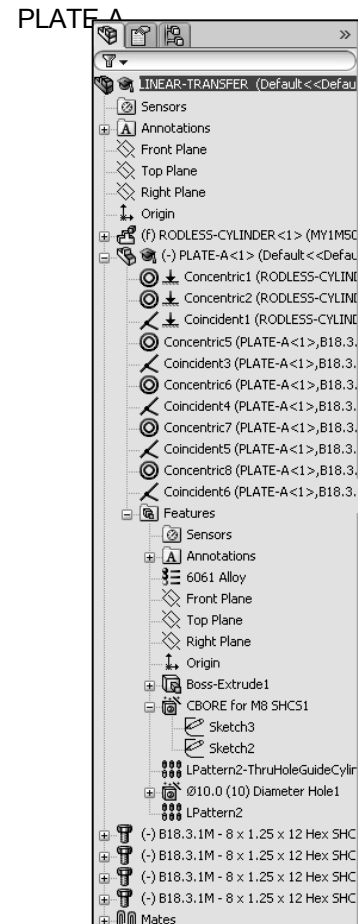 PLATE A
»
LINEAR-TRANSFER (Default<<Defau
Sensors
A Annotations
Front Plane
Top Plane
Right Plane
Origin
(f) RODLESS-CYLINDER<1> (MY1M50
(-) PLATE-A<1> (Default<<Defau
Concentric1 (RODLESS-CYLIND
Concentric2 (RODLESS-CYLIND
Coincident1 (RODLESS-CYLIND
Concentric5 (PLATE-A<1>,B18.3.
Coincident3 (PLATE-A<1>,B18.3.
Concentric6 (PLATE-A<1>,B18.3.
Coincident4 (PLATE-A<1>,B18.3.
Concentric7 (PLATE-A<1>,B18.3.
Coincident5 (PLATE-A<1>,B18.3.
Concentric8 (PLATE-A<1>,B18.3.
Coincident6 (PLATE-A<1>,B18.3.
Features
Sensors
A Annotations
6061 Alloy
Front Plane
Top Plane
Right Plane
Origin
Boss-Extrude1
CBORE for M8 SHCS1
Sketch3
Sketch2
LPattern2-ThruHoleGuideCylin
Ø10.0 (10) Diameter Hole1
LPattern2
(-) B18.3.1M - 8 x 1.25 x 12 Hex SHC
(-) B18.3.1M - 8 x 1.25 x 12 Hex SHC
(-) B18.3.1M - 8 x 1.25 x 12 Hex SHC
(-) B18.3.1M - 8 x 1.25 x 12 Hex SHC
Mates